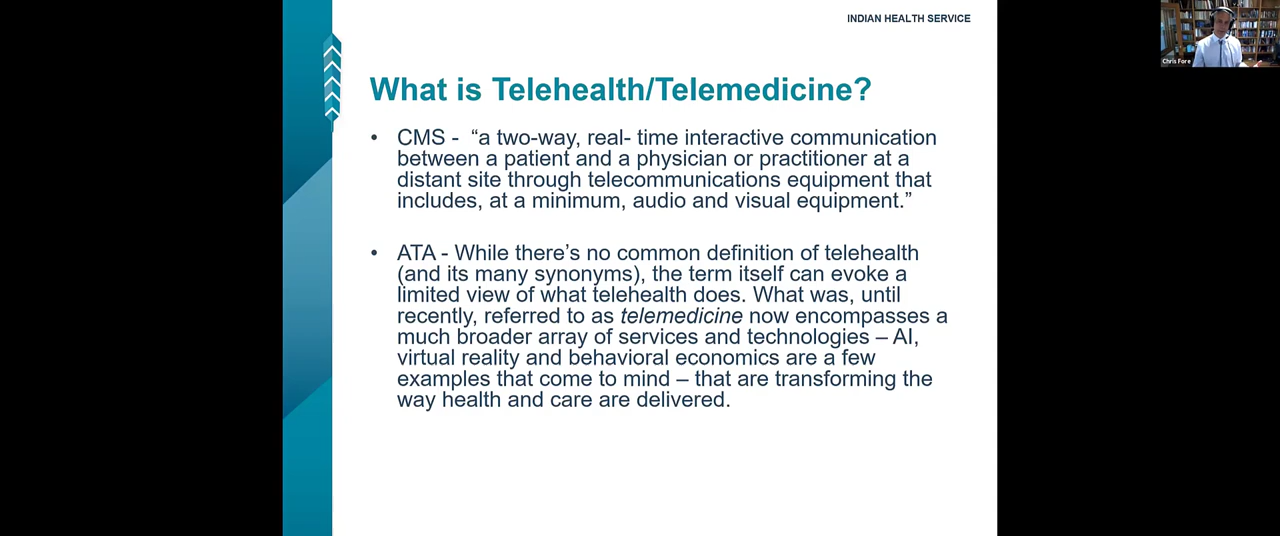 INDIAN HEALTH SERVICE
Chris Fore
What is Telehealth/Telemedicine?
• CMS - “a two-way, real- time interactive communication
between a patient and a physician or practitioner at a
distant site through telecommunications equipment that
includes, at a minimum, audio and visual equipment.”
• ATA - While there’s no common definition of telehealth
(and its many synonyms), the term itself can evoke a
limited view of what telehealth does. What was, until
recently, referred to as telemedicine now encompasses a
much broader array of services and technologies – AI,
virtual reality and behavioral economics are a few
examples that come to mind – that are transforming the
way health and care are delivered.